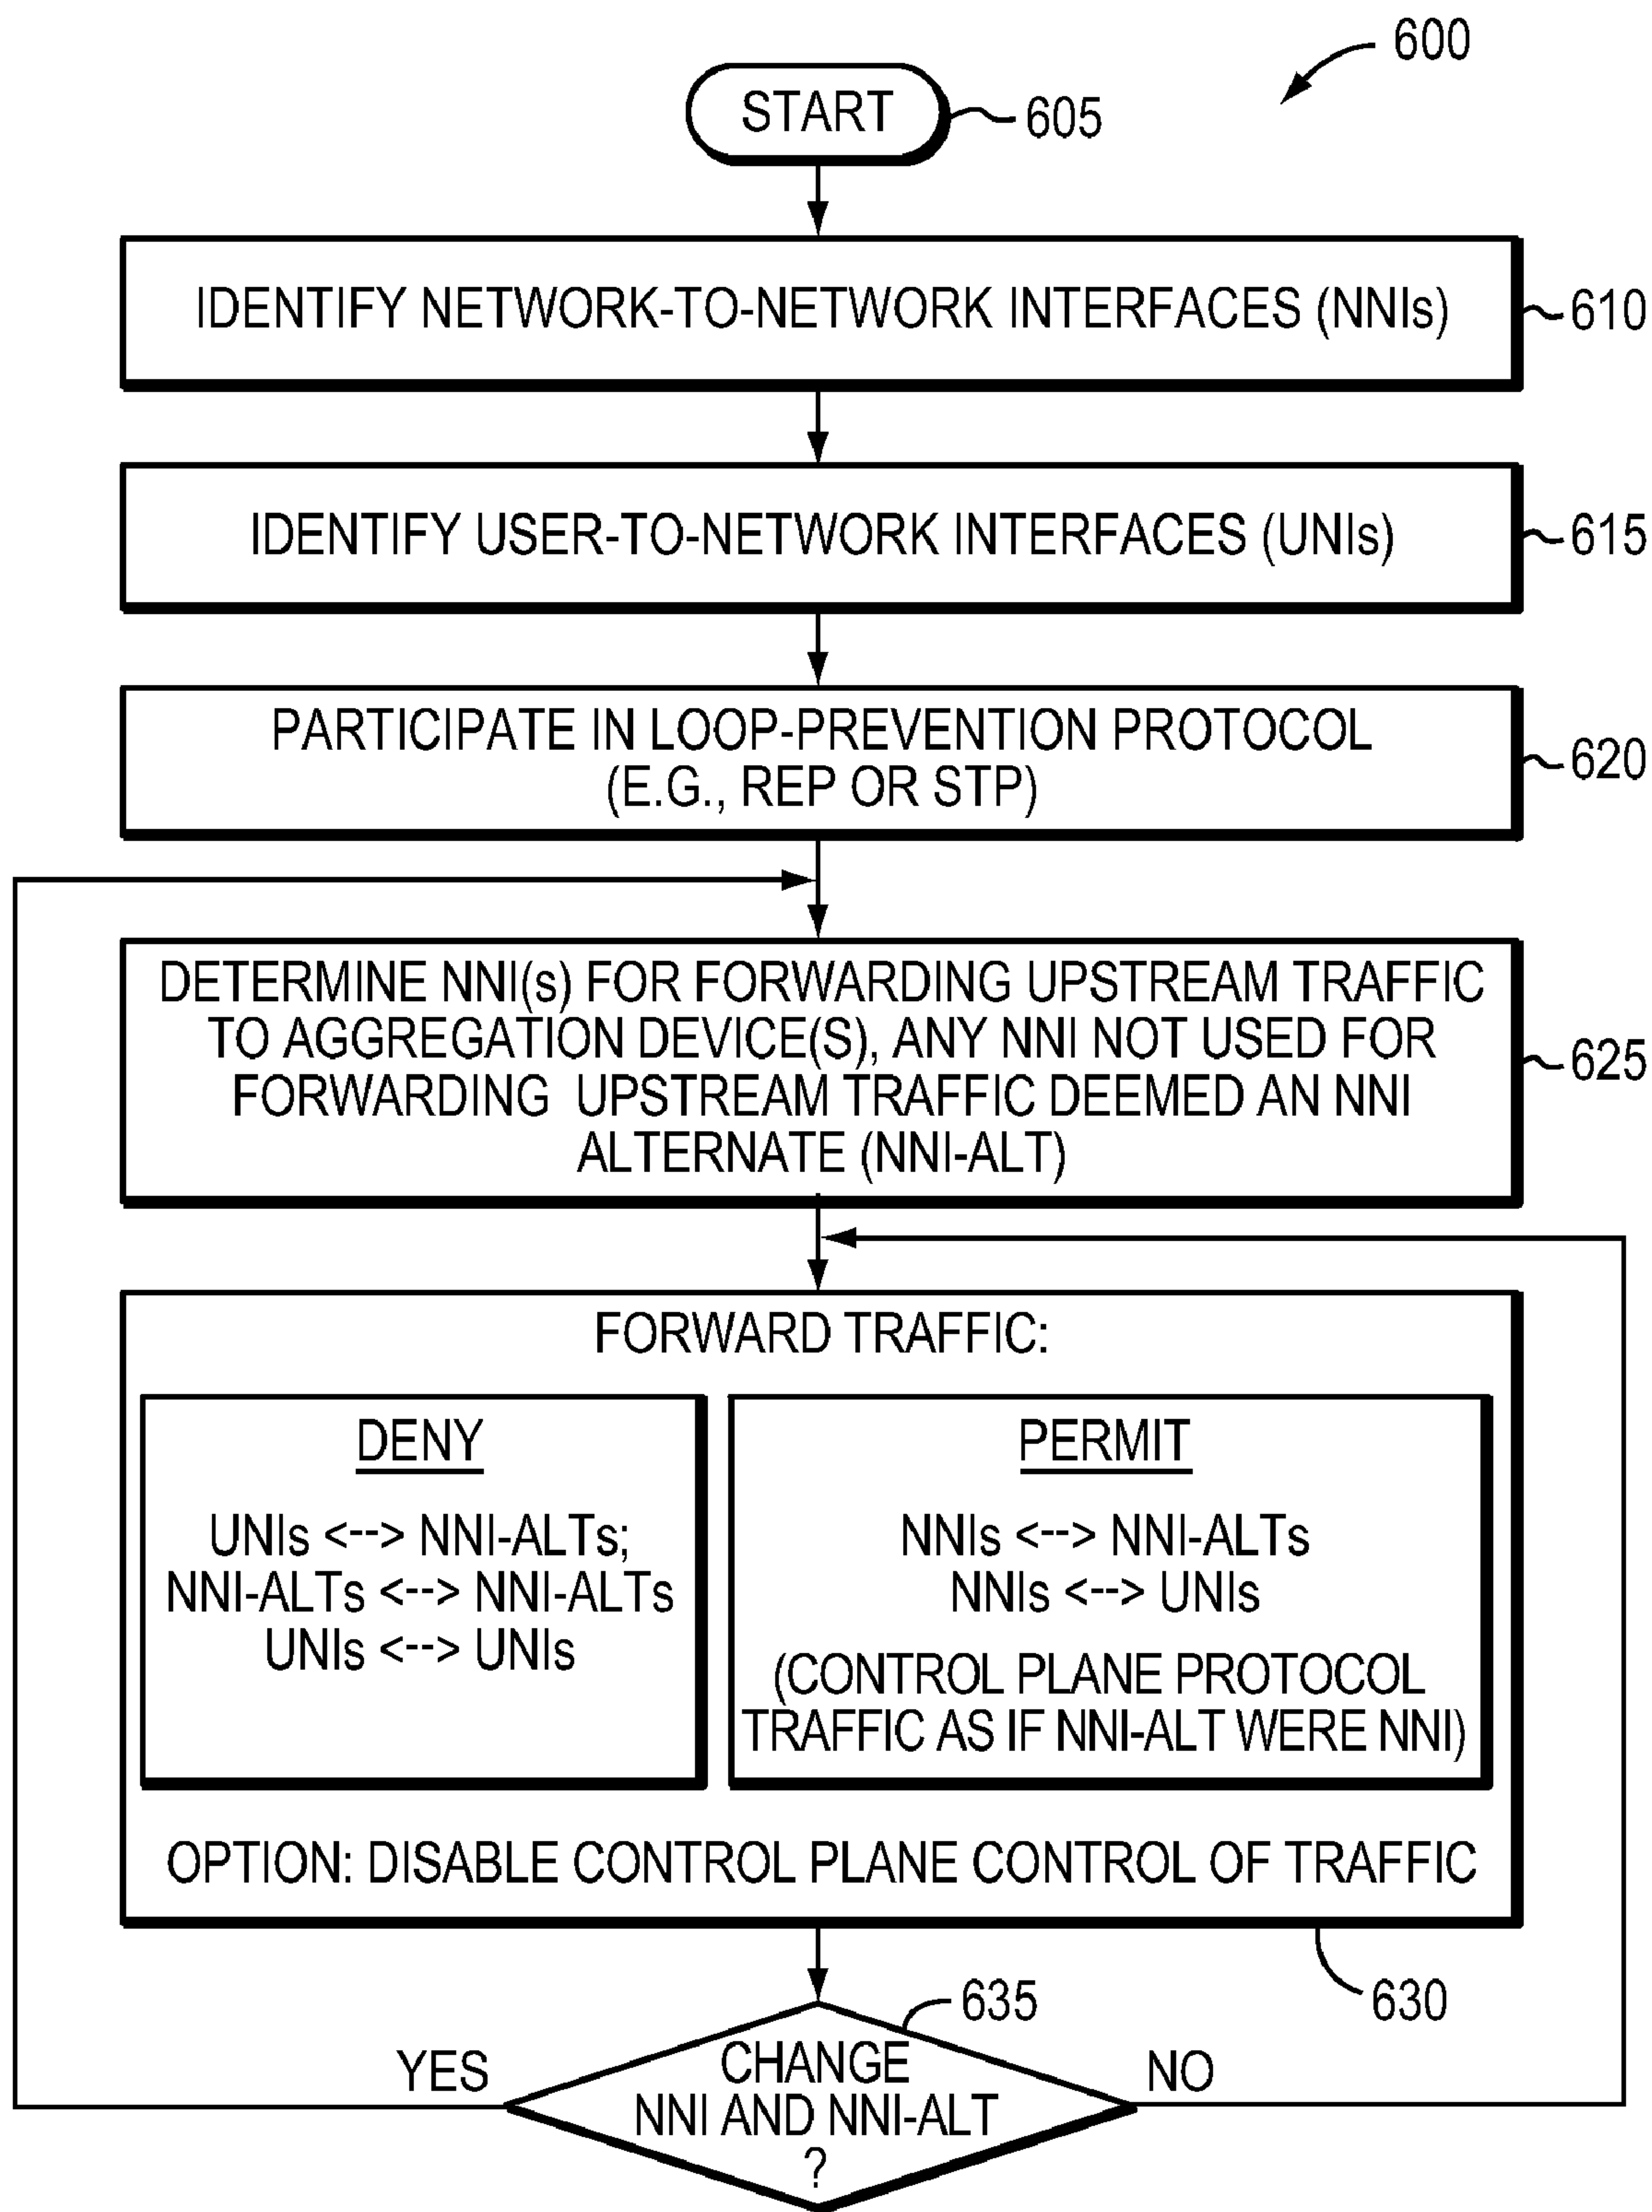 600
START
605
IDENTIFY NETWORK-TO-NETWORK INTERFACES (NNIs)
610
IDENTIFY USER-TO-NETWORK INTERFACES (UNIs)
615
PARTICIPATE IN LOOP-PREVENTION PROTOCOL
(E.G., REP OR STP)
620
DETERMINE NNI(s) FOR FORWARDING UPSTREAM TRAFFIC
TO AGGREGATION DEVICE(S), ANY NNI NOT USED FOR
FORWARDING UPSTREAM TRAFFIC DEEMED AN NNI
ALTERNATE (NNI-ALT)
625
FORWARD TRAFFIC:
DENY
UNIs <--> NNI-ALTs;
NNI-ALTs <--> NNI-ALTs
UNIs <--> UNIs
PERMIT
NNIs <--> NNI-ALTs
NNIs <--> UNIs
(CONTROL PLANE PROTOCOL
TRAFFIC AS IF NNI-ALT WERE NNI)
OPTION: DISABLE CONTROL PLANE CONTROL OF TRAFFIC
630
635
YES
CHANGE
NNI AND NNI-ALT
?
NO